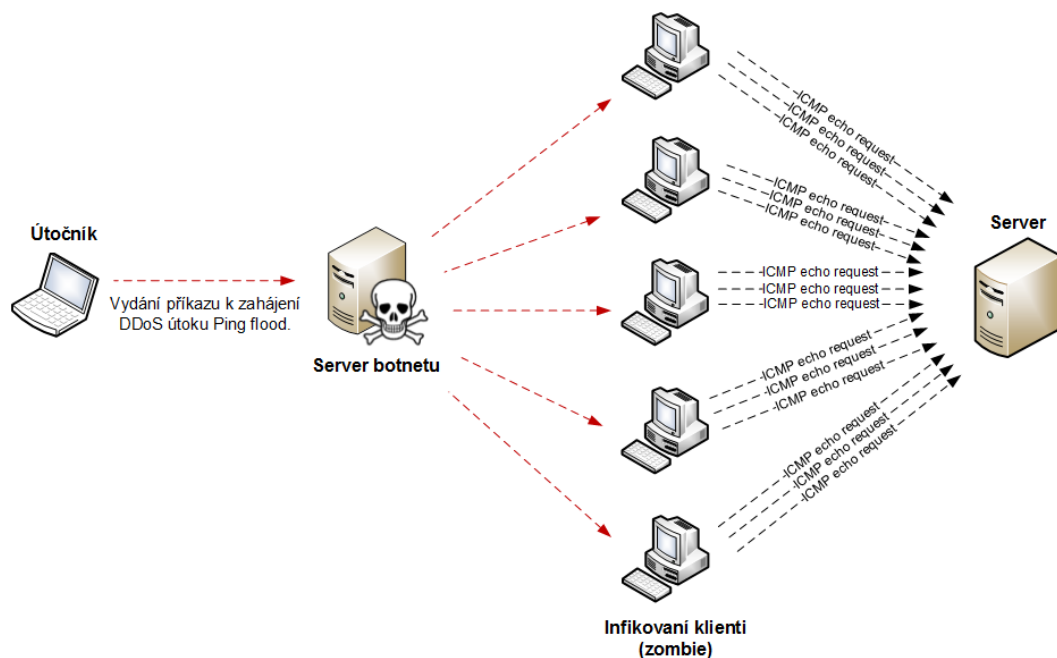 ICMP echo request
ICMP echo request
ICMP echo request
ICMP echo request
ICMP echo request
ICMP echo request
Útočník
Server
Vydání příkazu k zahájení
DDoS útoku Ping flood.
ICMP echo request
ICMP echo request
ICMP echo request
Server botnetu
ICMP echo request
ICMP echo request
ICMP echo request
ICMP echo request
ICMP echo request
ICMP echo request
Infikovaní klienti
(zombie)